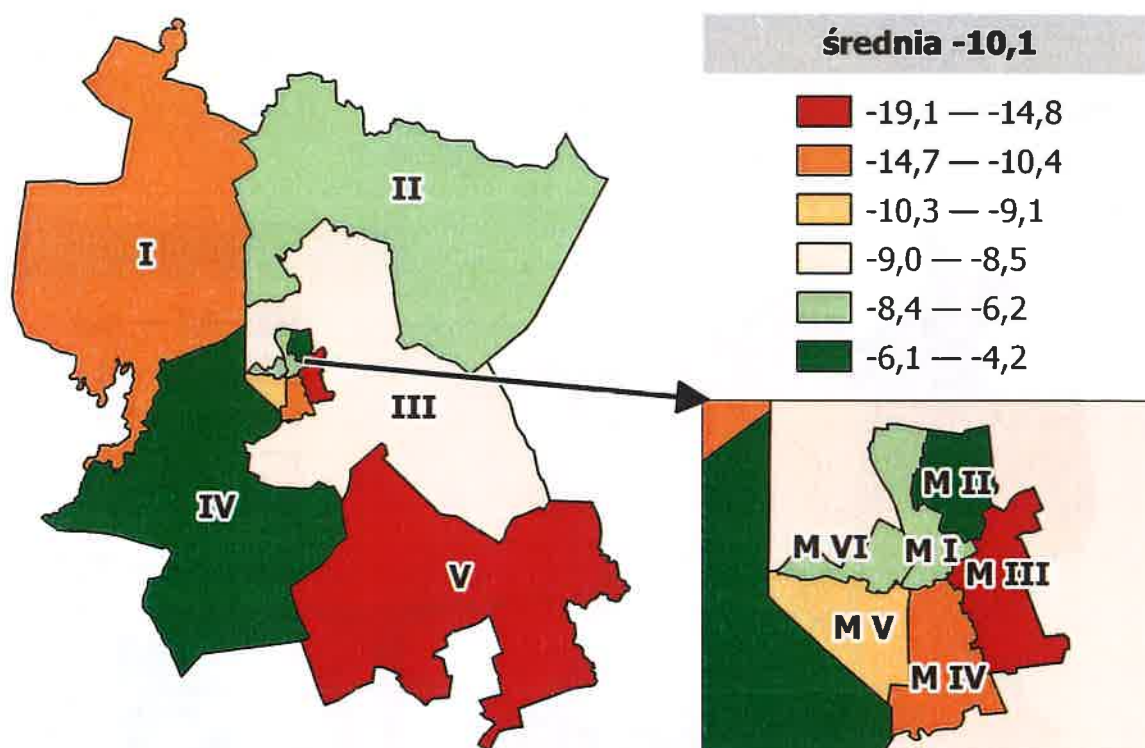 średnia -10,1
-19,1 — -14,8
-14,7 — -10,4
-10,3 — -9,1
-9,0 — -8,5
-8,4 — -6,2
-6,1 — -4,2
I
II
III
IV
V
M II
M VI
M I
M III
M V
M IV